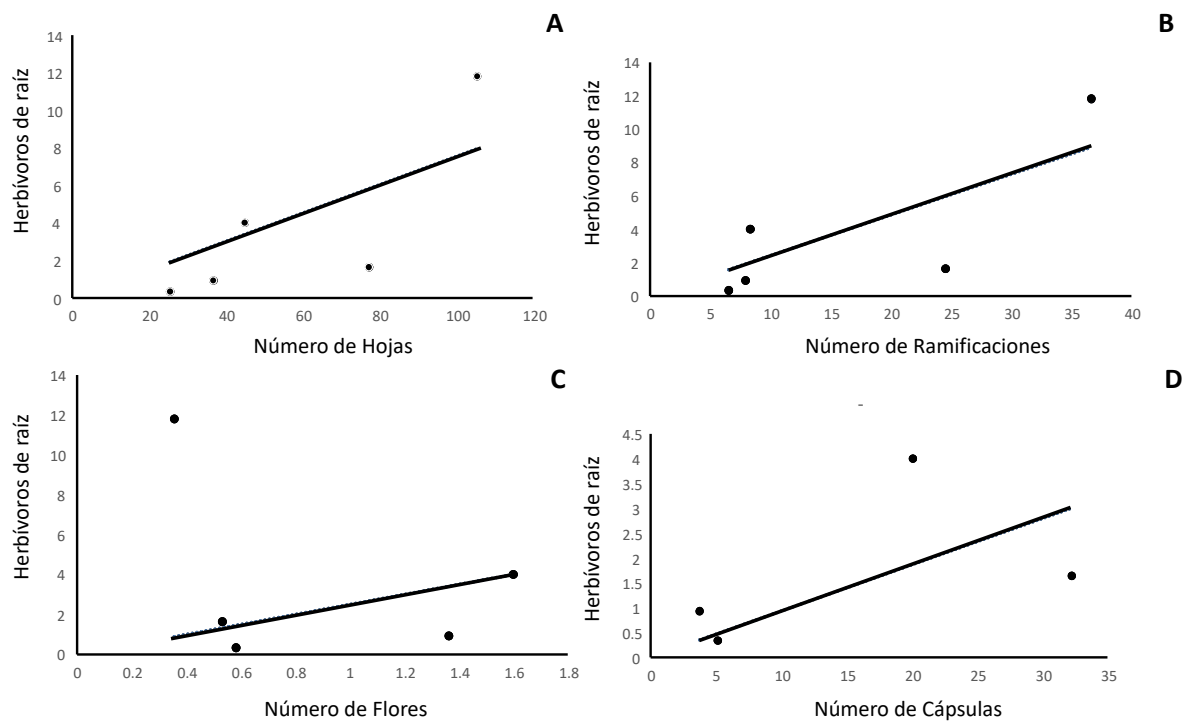 A
Herbívoros de raíz
14
12
10
8
6
4
2
0
0 20 40 60 80 100 120
Número de Hojas
B
Herbívoros de raíz
14
12
10
8
6
4
2
0
0 5 10 15 20 25 30 35 40
Número de Ramificaciones
C
Herbívoros de raíz
14
12
10
8
6
4
2
0
0 0.2 0.4 0.6 0.8 1 1.2 1.4 1.6 1.8
Número de Flores
D
-
Herbívoros de raíz
4.5
4
3.5
3
2.5
2
1.5
1
0.5
0
0 5 10 15 20 25 30 35
Número de Cápsulas